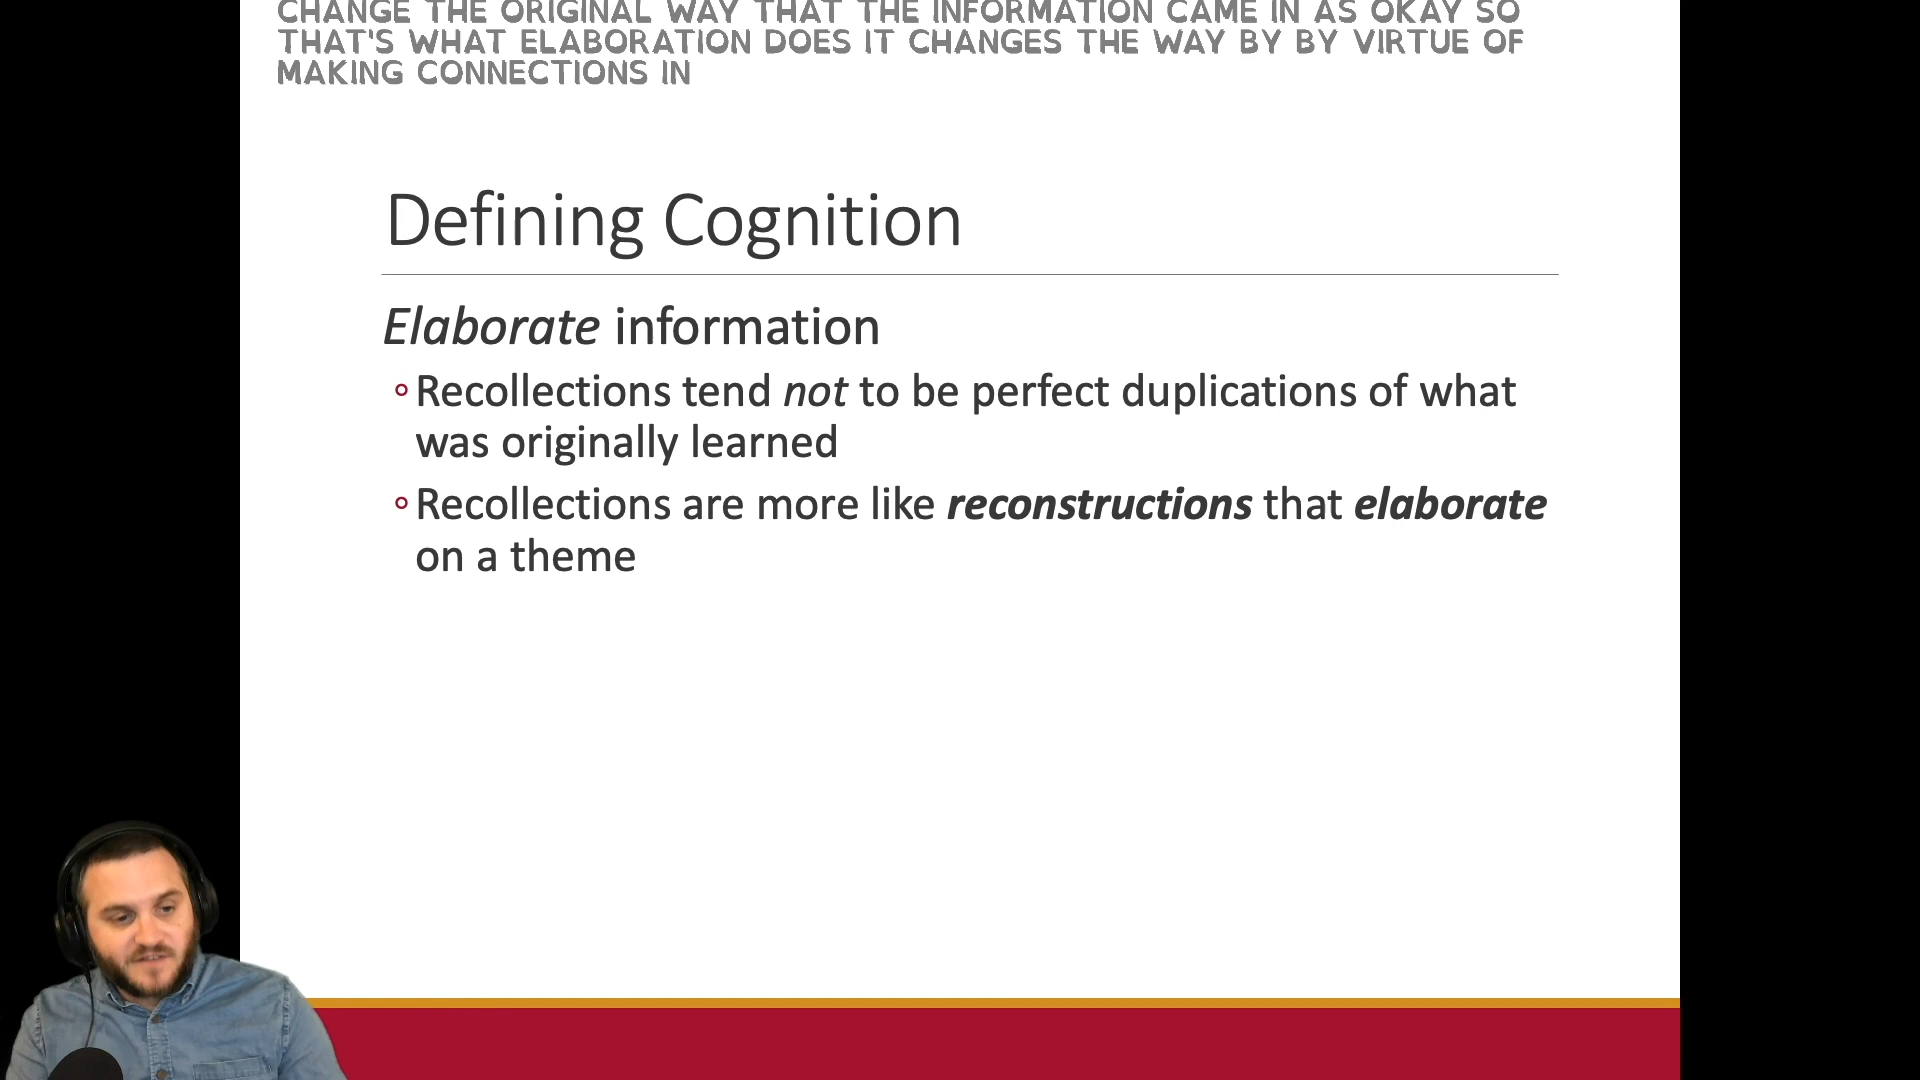 CHANGE THE ORIGINAL WAY THAT THE INFORMATION CAME IN AS OKAY SO
THAT'S WHAT ELABORATION DOES IT CHANGES THE WAY BY BY VIRTUE OF
MAKING CONNECTIONS IN
Defining Cognition
Elaborate information
◦ Recollections tend not to be perfect duplications of what
was originally learned
◦ Recollections are more like reconstructions that elaborate
on a theme